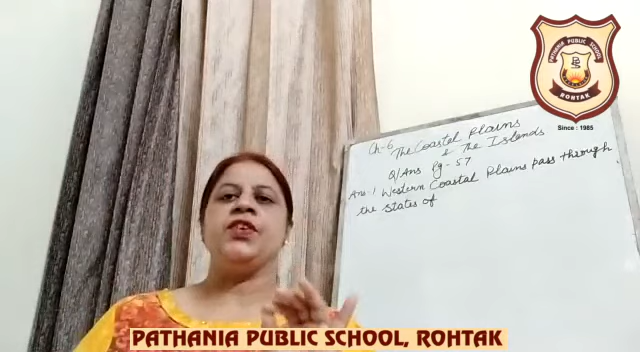 PATHANIA PUBLIC SCHOOL
PS
ROHTAK
Since : 1985
Ch-6 The Coastal Plains
& The Islands
Q/Ans Pg - 57
Ans-1 Western Coastal Plains pass through
the states of
PATHANIA PUBLIC SCHOOL, ROHTAK